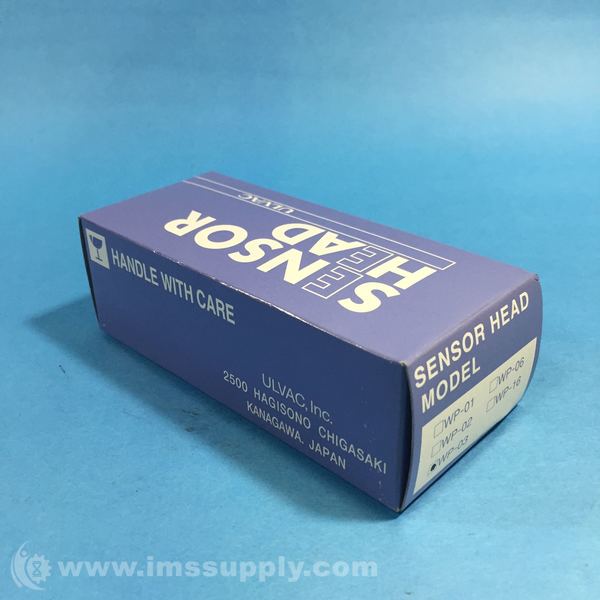 ULVAC
SENSOR
HEAD
HANDLE WITH CARE
ULVAC, Inc.
2500 HAGISONO CHIGASAKI
KANAGAWA, JAPAN
SENSOR HEAD
MODEL
WP-01
WP-02
WP-03
WP-06
WP-16
www.imssupply.com